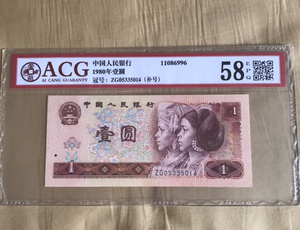 ACG
AI CANG GUARANTY
中国人民银行 11086996
1980年壹圆
冠号：ZG05335014（补号）
58 EPQ
中国人民银行
1
壹圆
1
ZG05335014